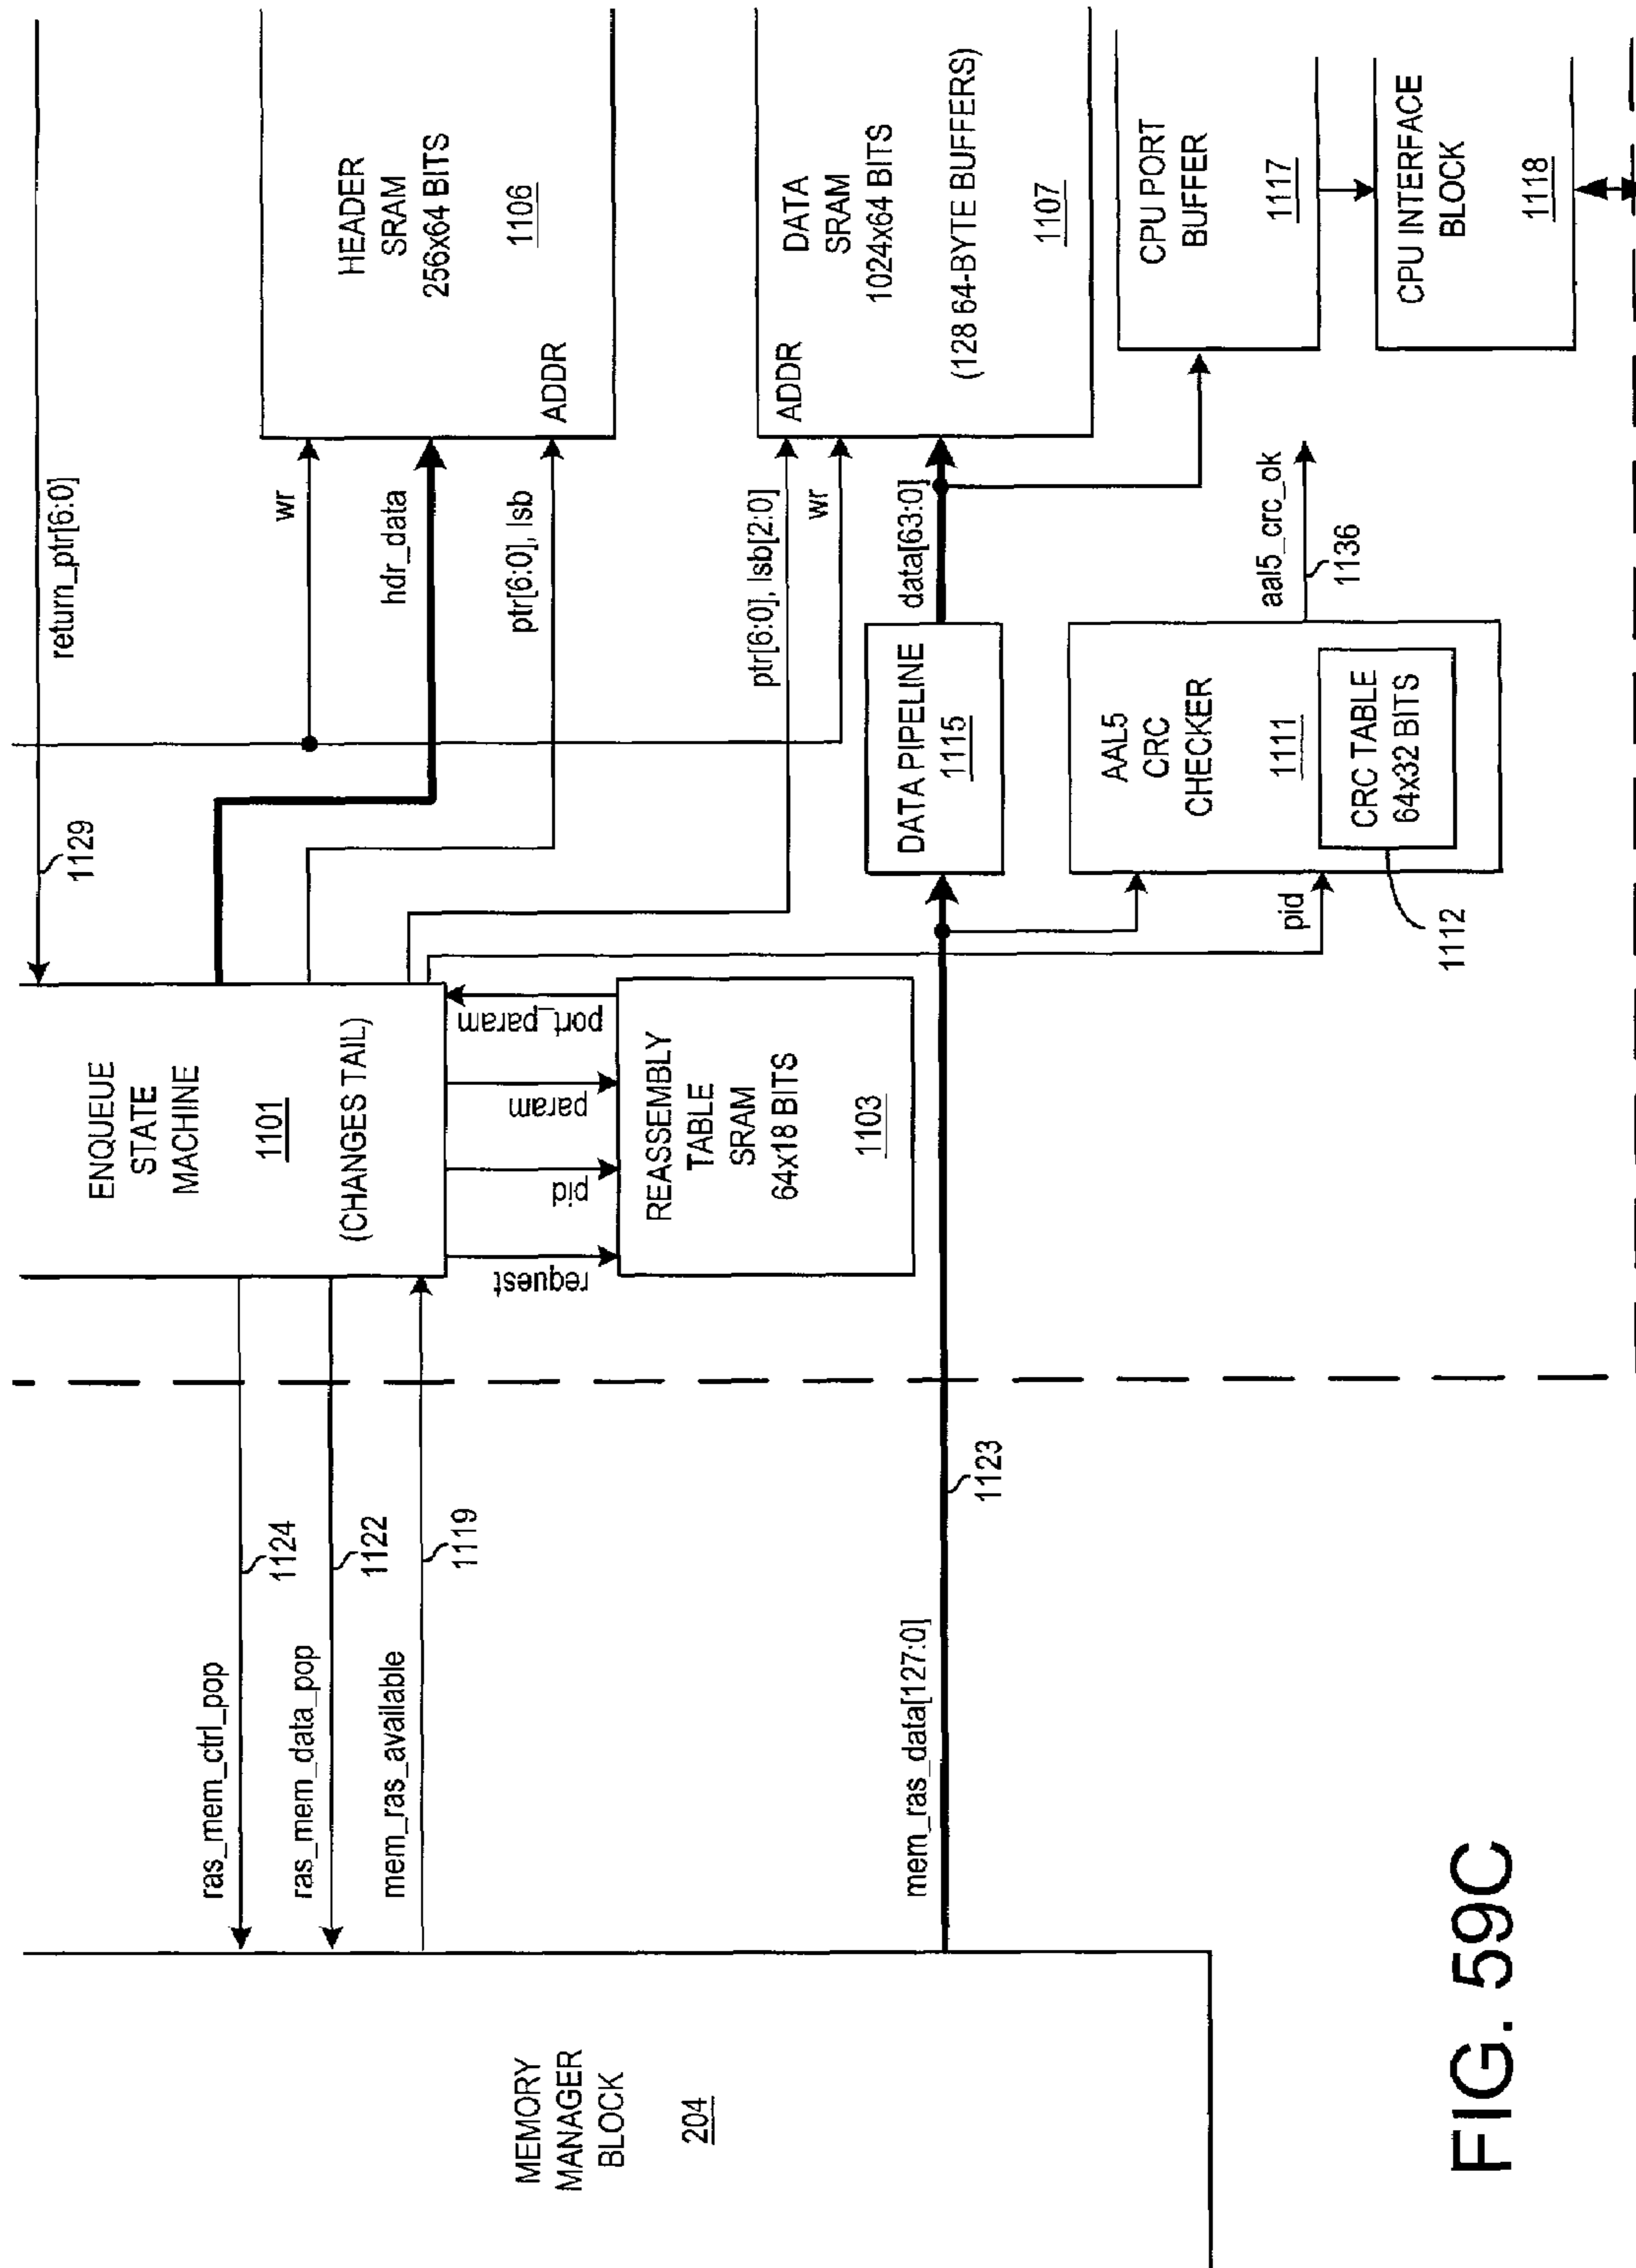 MEMORY
MANAGER
BLOCK
204
ras_mem_ctrl_pop
1124
ras_mem_data_pop
1122
mem_ras_available
1119
mem_ras_data[127:0]
1123
ENQUEUE
STATE
MACHINE
1101
(CHANGES TAIL)
request
pid
param
port_param
REASSEMBLY
TABLE
SRAM
64x18 BITS
1103
return_ptr[6:0]
1129
wr
hdr_data
ptr[6:0], lsb
HEADER
SRAM
256x64 BITS
1106
ADDR
ptr[6:0], lsb[2:0]
wr
data[63:0]
ADDR
DATA
SRAM
1024x64 BITS
(128 64-BYTE BUFFERS)
1107
DATA PIPELINE
1115
pid
AAL5
CRC
CHECKER
1111
CRC TABLE
64x32 BITS
1112
aal5_crc_ok
1136
CPU PORT
BUFFER
1117
CPU INTERFACE
BLOCK
1118
FIG. 59C